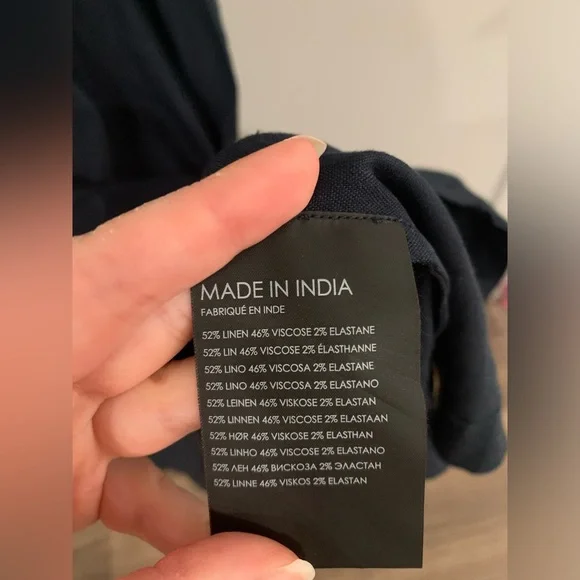 MADE IN INDIA
FABRIQUÉ EN INDE
52% LINEN 46% VISCOSE 2% ELASTANE
52% LIN 46% VISCOSE 2% ÉLASTHANNE
52% LINO 46% VISCOSA 2% ELASTANE
52% LINO 46% VISCOSA 2% ELASTANO
52% LEINEN 46% VISKOSE 2% ELASTAN
52% LINNEN 46% VISCOSE 2% ELASTAAN
52% HØR 46% VISKOSE 2% ELASTHAN
52% LINHO 46% VISCOSE 2% ELASTANO
52% ЛЕН 46% ВИСКОЗА 2% ЭЛАСТАН
52% LINNE 46% VISKOS 2% ELASTAN